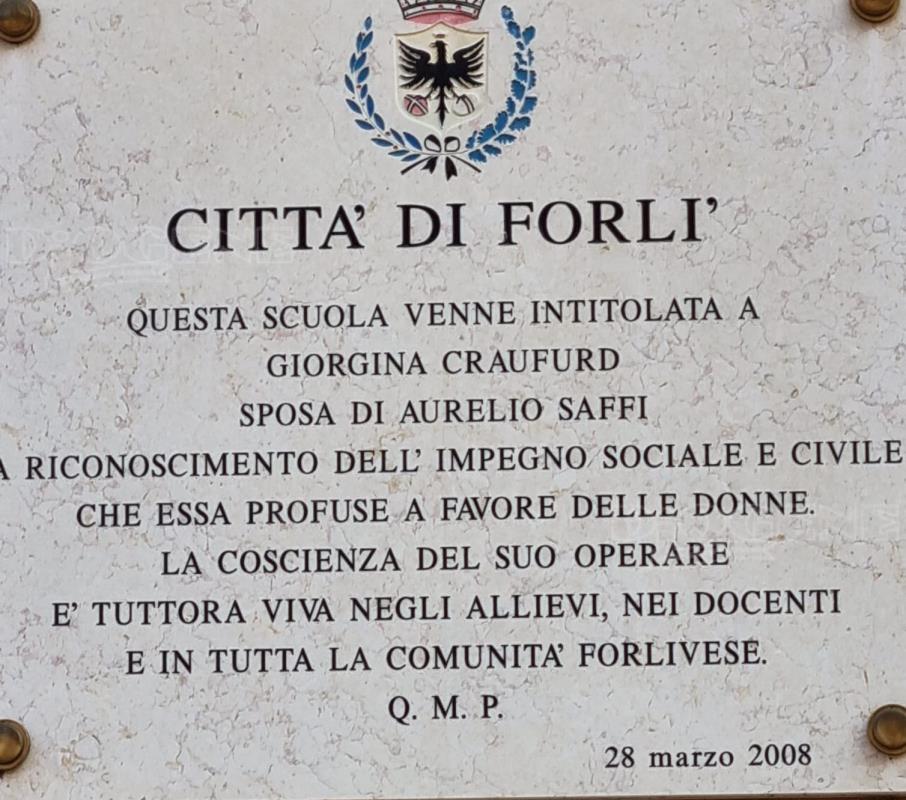 CITTA' DI FORLI'
QUESTA SCUOLA VENNE INTITOLATA A
GIORGINA CRAUFURD
SPOSA DI AURELIO SAFFI
A RICONOSCIMENTO DELL' IMPEGNO SOCIALE E CIVILE
CHE ESSA PROFUSE A FAVORE DELLE DONNE.
LA COSCIENZA DEL SUO OPERARE
E' TUTTORA VIVA NEGLI ALLIEVI, NEI DOCENTI
E IN TUTTA LA COMUNITA' FORLIVESE.
Q. M. P.
28 marzo 2008